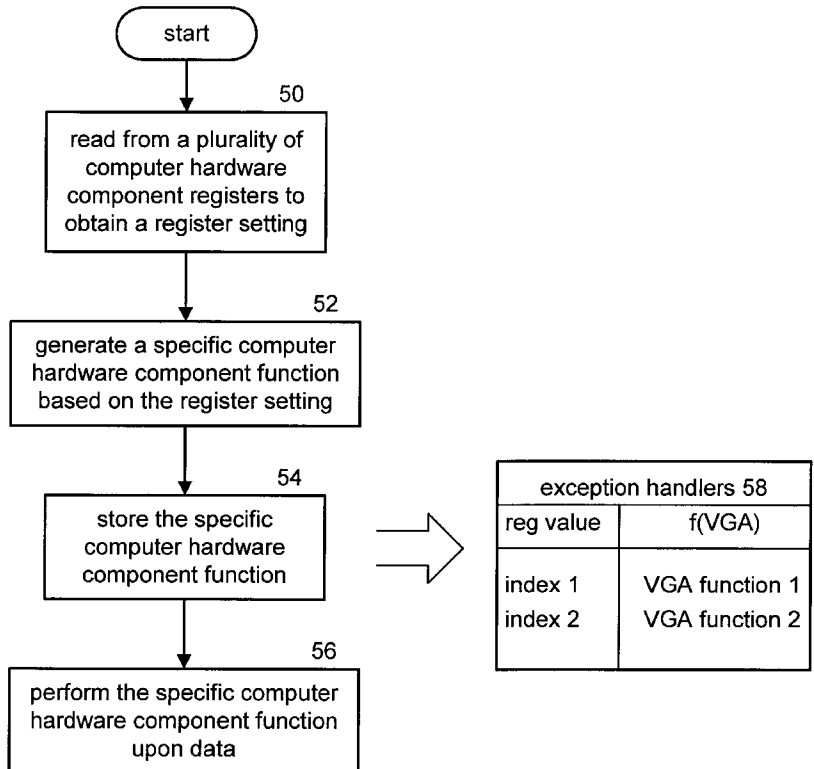 start
50
read from a plurality of
computer hardware
component registers to
obtain a register setting
52
generate a specific computer
hardware component function
based on the register setting
54
store the specific
computer hardware
component function
exception handlers 58
reg value f(VGA)
index 1 VGA function 1
index 2 VGA function 2
56
perform the specific computer
hardware component function
upon data